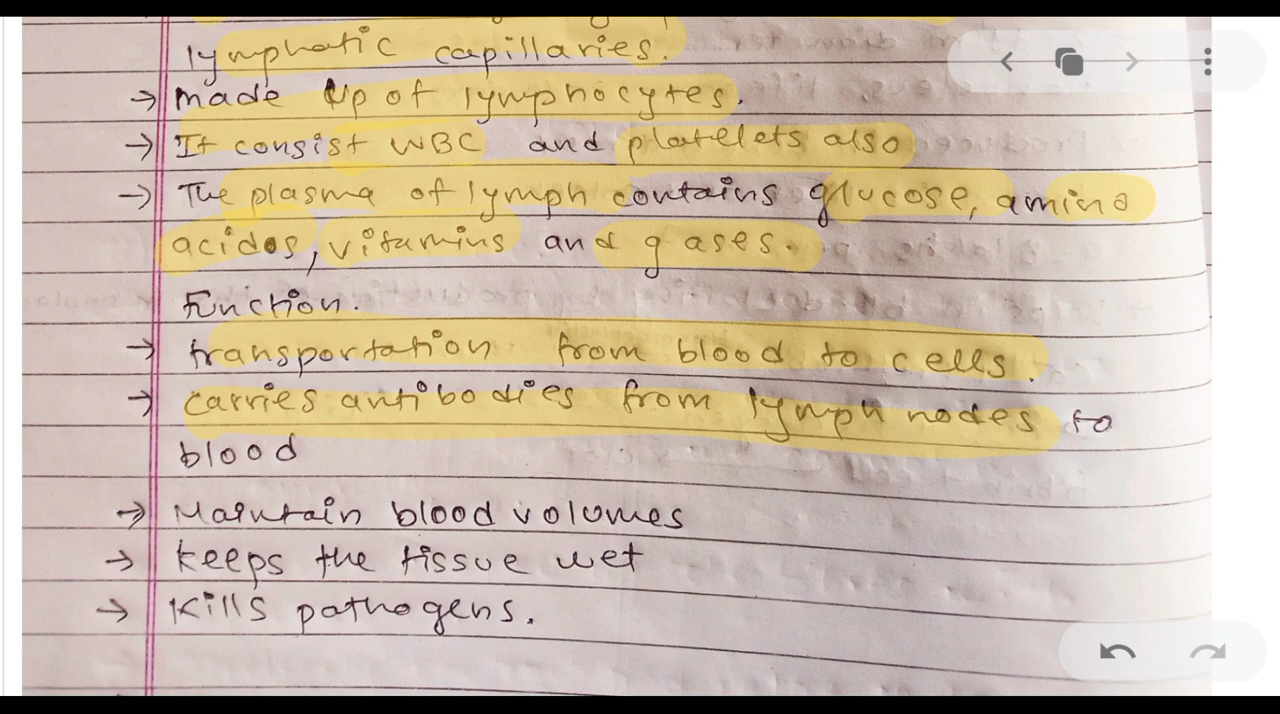 lymphatic capillaries.
→ made up of lymphocytes.
→ It consist WBC and platelets also
→ The plasma of lymph contains glucose, amino
acidos, vitamins and gases.
Function.
→ transportation from blood to cells.
→ carries antibodies from lymph nodes to
blood
→ Maintain blood volumes
→ keeps the tissue wet
→ Kills pathogens.